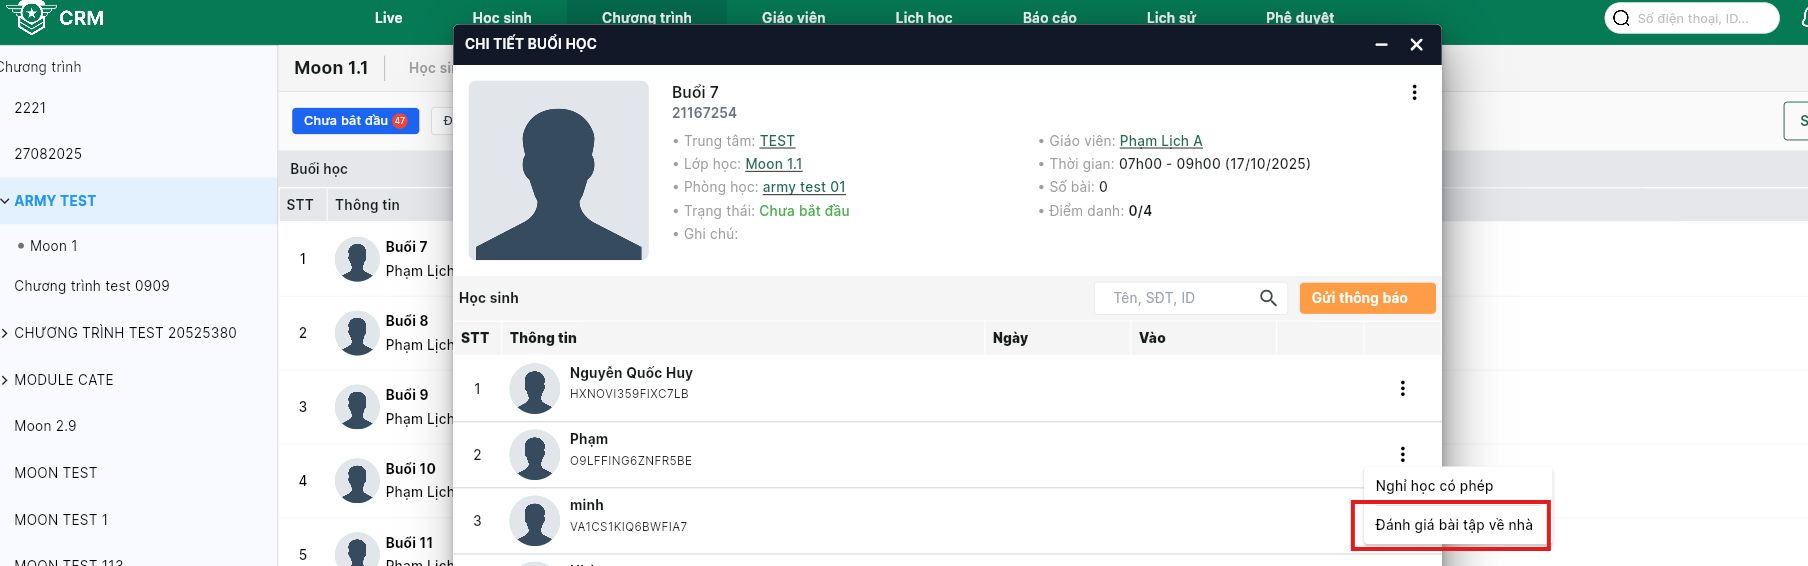 CRM
Live
Học sinh
Chương trình
Giáo viên
Lịch học
Báo cáo
Lịch sử
Phê duyệt
Số điện thoại, ID...
Chương trình
2221
27082025
ARMY TEST
Moon 1
Chương trình test 0909
CHƯƠNG TRÌNH TEST 20525380
MODULE CATE
Moon 2.9
MOON TEST
MOON TEST 1
MOON TEST 113
Moon 1.1
Học si
Chưa bắt đầu 47
Đ
S
Buổi học
STT Thông tin
1
Buổi 7
Phạm Lịch
2
Buổi 8
Phạm Lịch
3
Buổi 9
Phạm Lịch
4
Buổi 10
Phạm Lịch
5
Buổi 11
Phạm Lịch
CHI TIẾT BUỔI HỌC
Buổi 7
21167254
• Trung tâm: TEST
• Lớp học: Moon 1.1
• Phòng học: army test 01
• Trạng thái: Chưa bắt đầu
• Ghi chú:
• Giáo viên: Phạm Lịch A
• Thời gian: 07h00 - 09h00 (17/10/2025)
• Số bài: 0
• Điểm danh: 0/4
Học sinh
Tên, SĐT, ID
Gửi thông báo
STT Thông tin Ngày Vào
1
Nguyễn Quốc Huy
HXNOVI359FIXC7LB
2
Phạm
O9LFFING6ZNFR5BE
3
minh
VA1CS1KIQ6BWFIA7
Nghỉ học có phép
Đánh giá bài tập về nhà